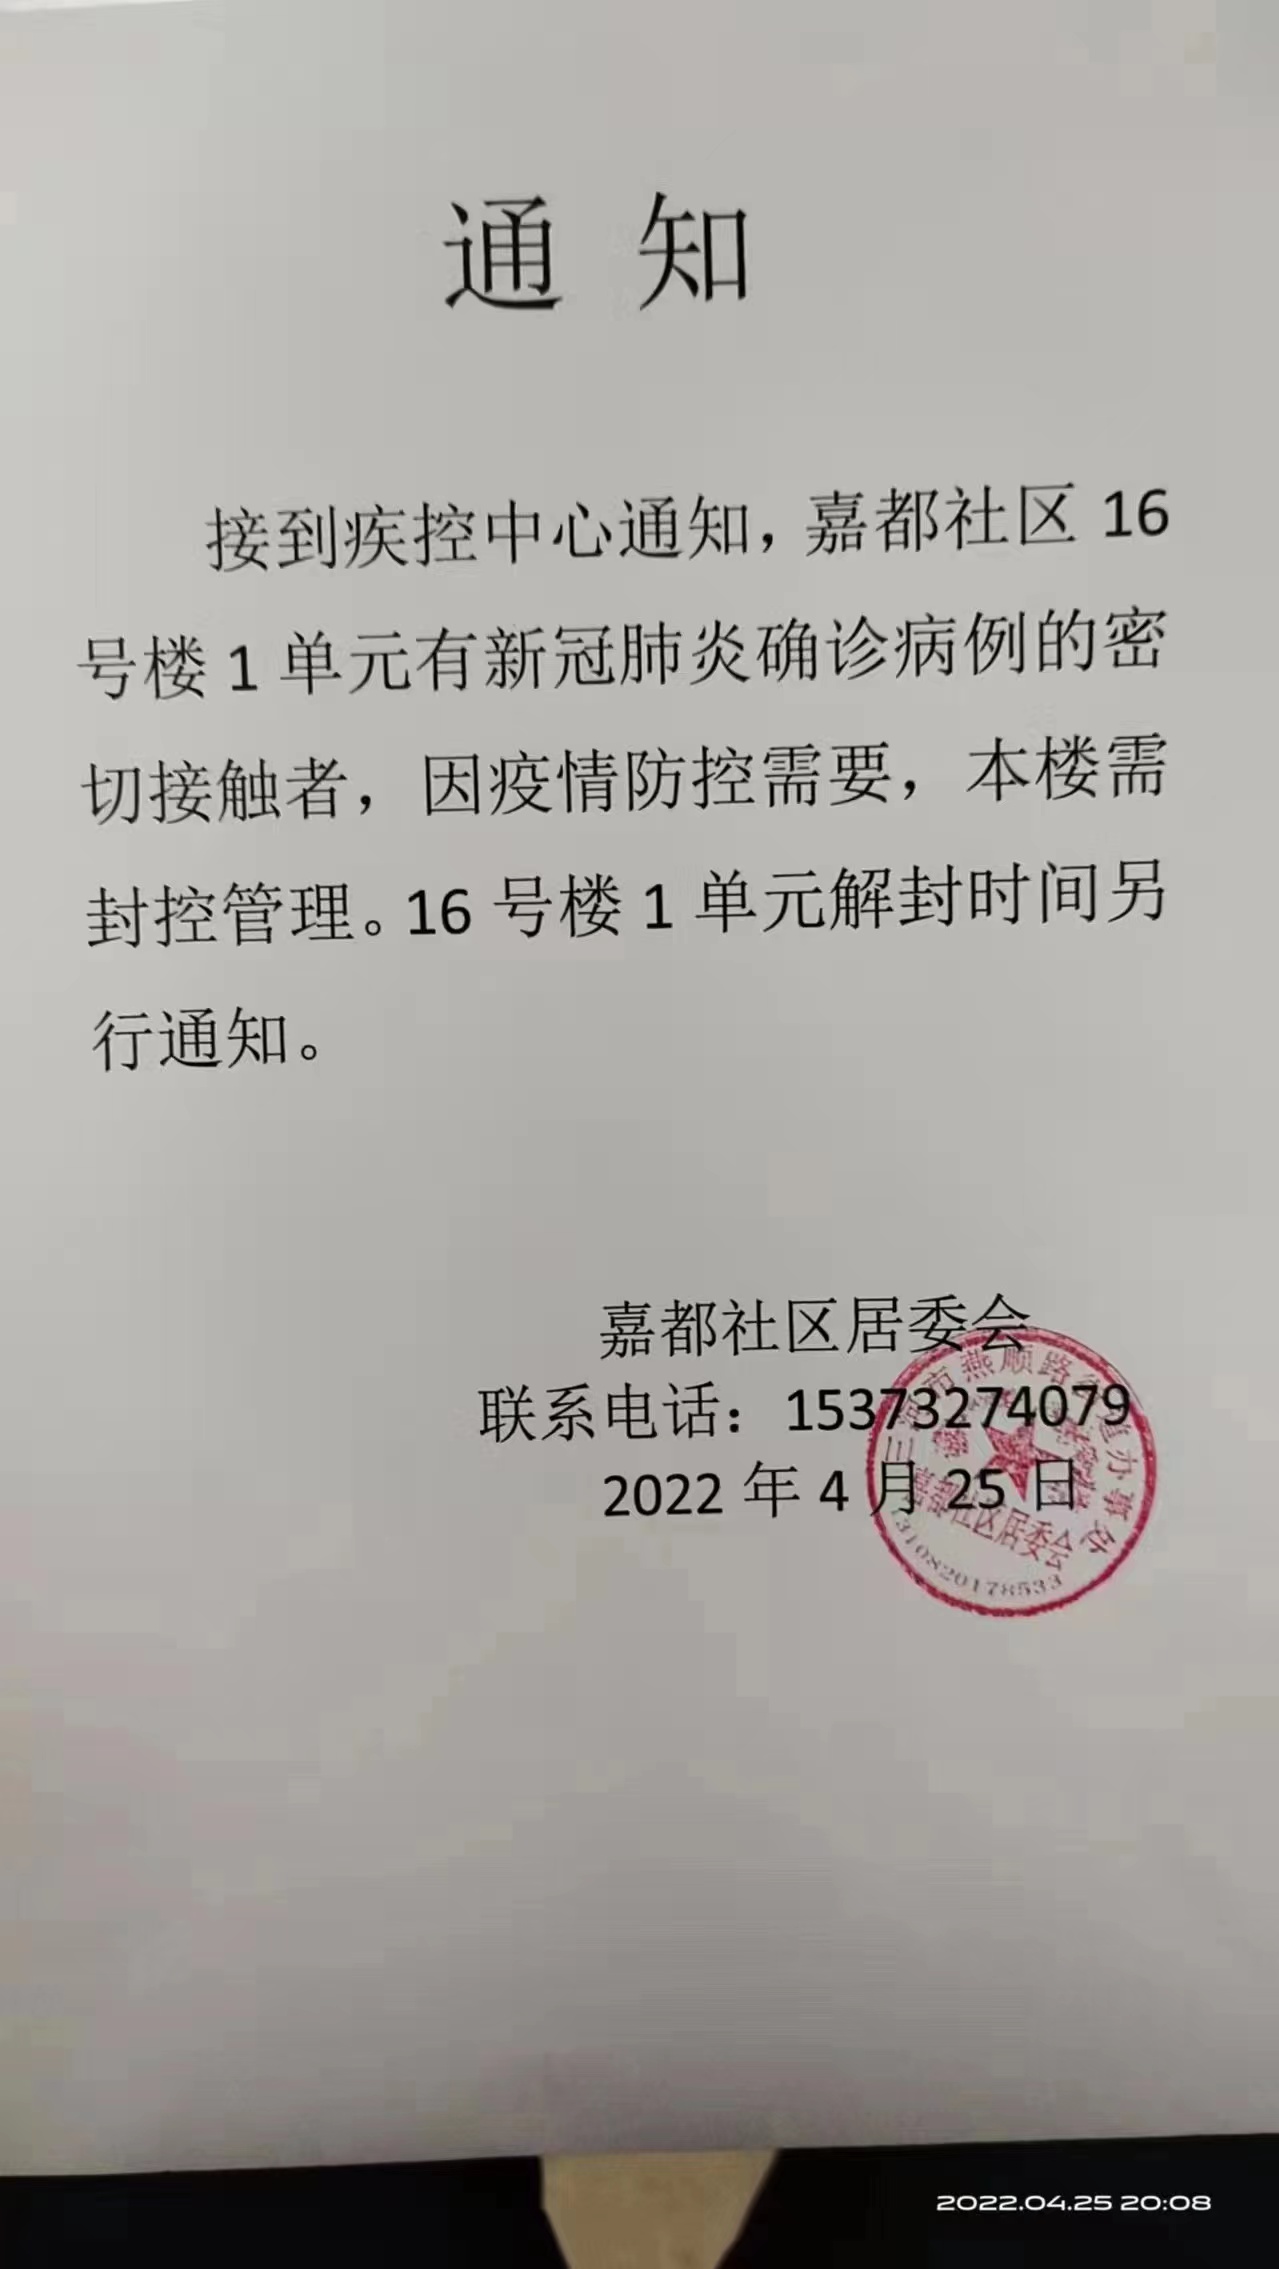 通 知
接到疾控中心通知，嘉都社区 16
号楼 1 单元有新冠肺炎确诊病例的密
切接触者，因疫情防控需要，本楼需
封控管理。16 号楼 1 单元解封时间另
行通知。
嘉都社区居委会
联系电话：15373274079
2022 年 4 月 25 日
三河市燕顺路街道办事处
嘉都社区居委会
1310820178533
2022.04.25 20:08